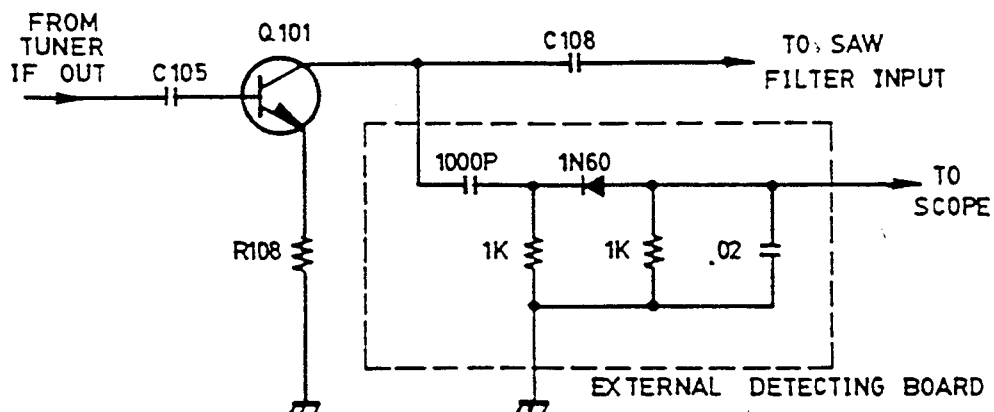 FROM
TUNER
IF OUT
C105
Q101
C108
TO SAW
FILTER INPUT
1000P
1N60
TO
SCOPE
R108
1K
1K
.02
EXTERNAL DETECTING BOARD